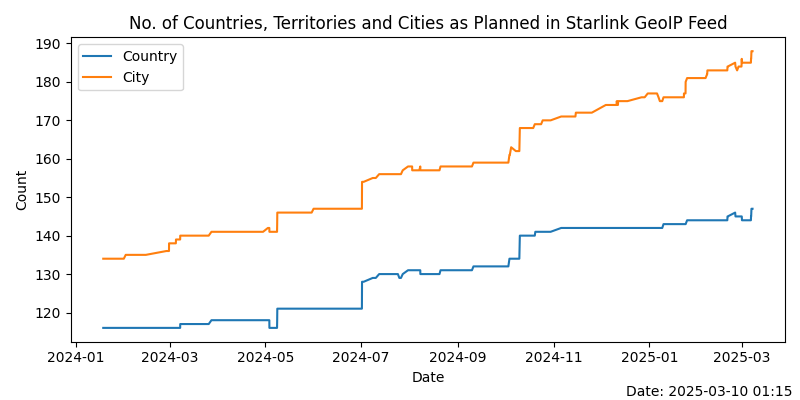 No. of Countries, Territories and Cities as Planned in Starlink GeoIP Feed
Country
City
Count
190
180
170
160
150
140
130
120
2024-01 2024-03 2024-05 2024-07 2024-09 2024-11 2025-01 2025-03
Date
Date: 2025-03-10 01:15